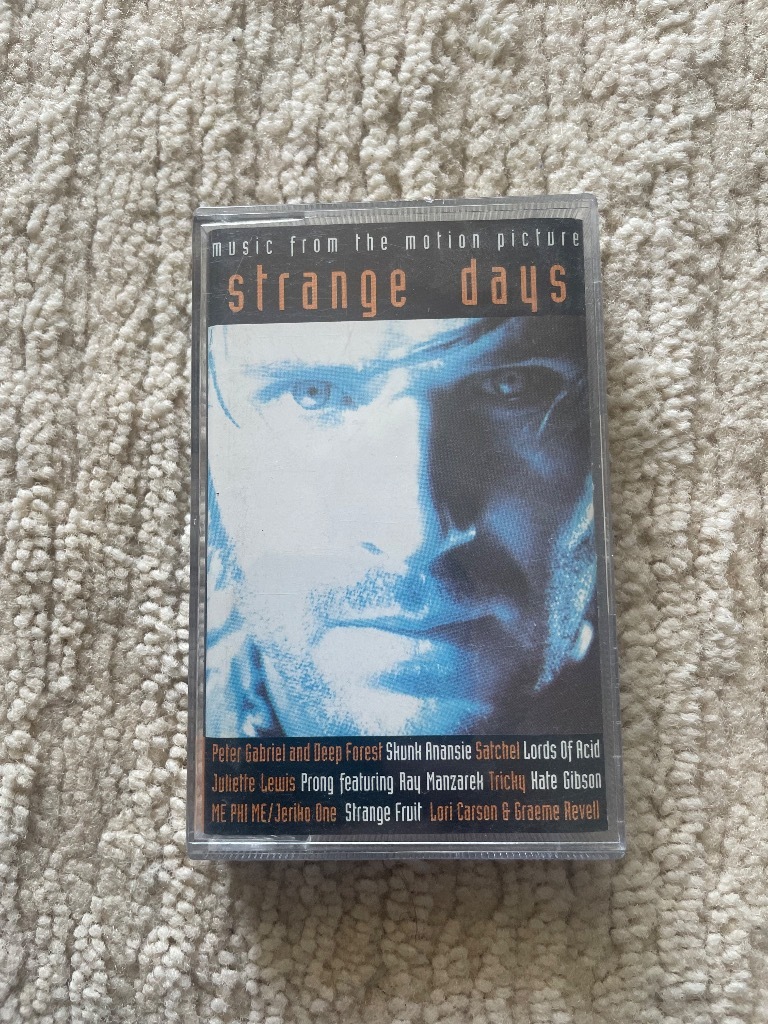 music from the motion picture
strange days
Peter Gabriel and Deep Forest Skunk Anansie Satchel Lords Of Acid
Juliette Lewis Prong featuring Ray Manzarek Tricky Kate Gibson
ME PHI ME/Jeriko One Strange Fruit Lori Carson & Graeme Revell